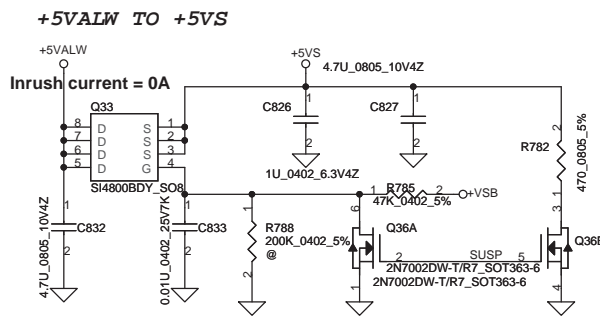 +5VALW TO +5VS
+5VALW
+5VS
4.7U_0805_10V4Z
Inrush current = 0A
Q33
8 D S 1
7 D S 2
6 D S 3
5 D G 4
SI4800BDY_SO8
1
C826
2
1
C827
2
1U_0402_6.3V4Z
2
R782
470_0805_5%
1
1
C832
2
4.7U_0805_10V4Z
1
C833
2
0.01U_0402_25V7K
1
R788
200K_0402_5%
@
2
1 R785 2
47K_0402_5%
+VSB
6
Q36A
2
1
SUSP
3
5
Q36B
4
2N7002DW-T/R7_SOT363-6
2N7002DW-T/R7_SOT363-6